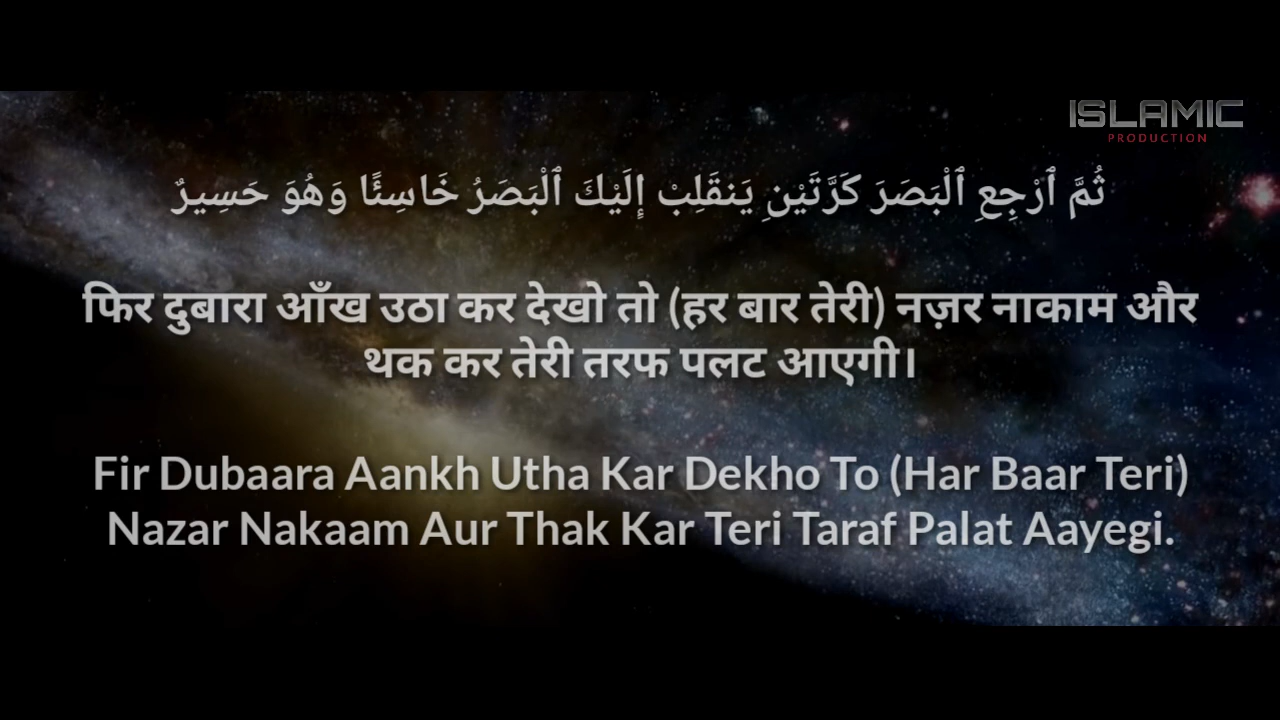 ISLAMIC
PRODUCTION
ثُمَّ ٱرْجِعِ ٱلْبَصَرَ كَرَّتَيْنِ يَنقَلِبْ إِلَيْكَ ٱلْبَصَرُ خَاسِئًا وَهُوَ حَسِيرٌ
फिर दुबारा आँख उठा कर देखो तो (हर बार तेरी) नज़र नाकाम और
थक कर तेरी तरफ पलट आएगी।
Fir Dubaara Aankh Utha Kar Dekho To (Har Baar Teri)
Nazar Nakaam Aur Thak Kar Teri Taraf Palat Aayegi.